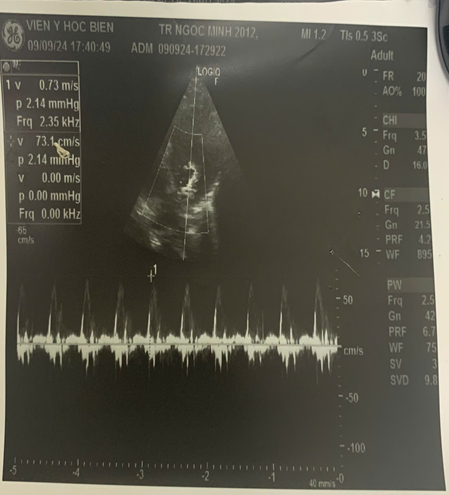 VIEN Y HOC BIEN
TR NGOC MINH 2012,
MI 1.2
TIs 0.5 3Sc
09/09/24 17:40:49
ADM 090924-172922
Adult
LOGIQ
F
1 v 0.73 m/s
p 2.14 mmHg
Frq 2.35 kHz
v 73.1 cm/s
p 2.14 mmHg
v 0.00 m/s
p 0.00 mmHg
Frq 0.00 kHz
-66
cm/s
0
5
10
15
FR 20
AO% 100
CHI
Frq 3.5
Gn 47
D 16.0
CF
Frq 2.5
Gn 21.5
PRF 4.2
WF 895
PW
Frq 2.5
Gn 42
PRF 6.7
WF 75
SV 3
SVD 9.8
1
50
cm/s
-50
-100
-5
-4
-3
-2
-1
-0
40 mm/s